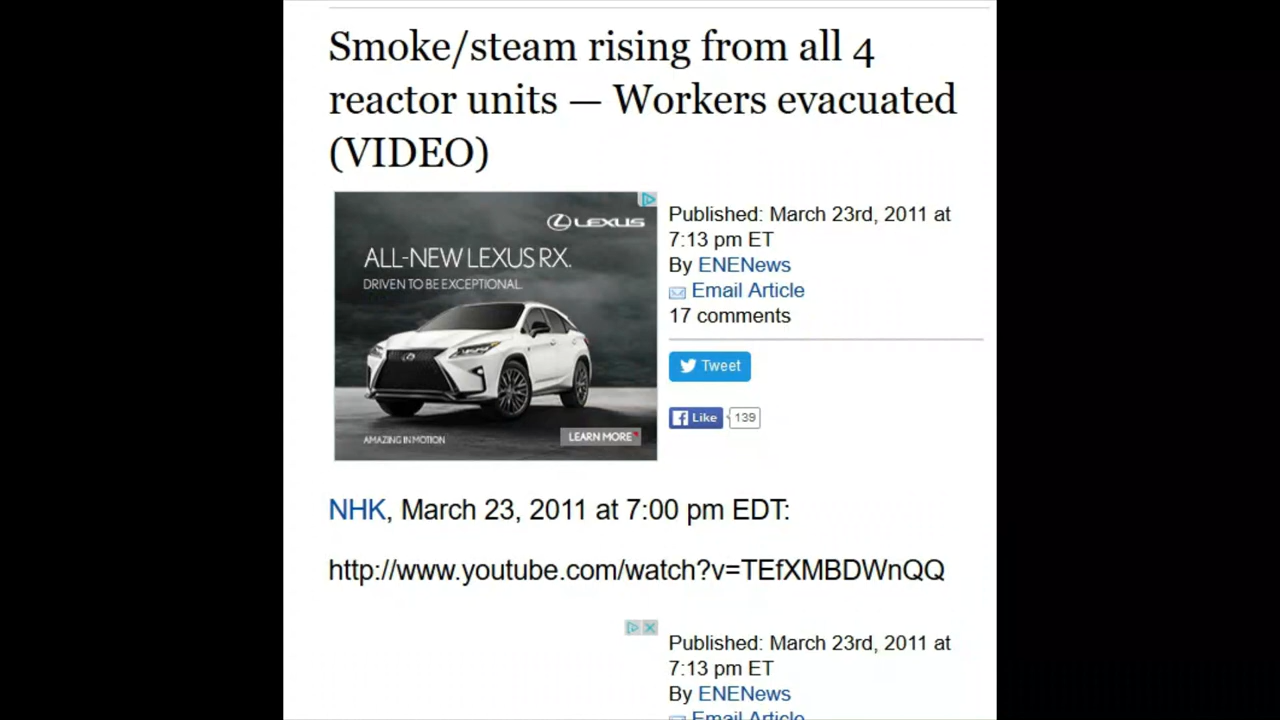 Smoke/steam rising from all 4
reactor units — Workers evacuated
(VIDEO)
LEXUS
ALL-NEW LEXUS RX.
DRIVEN TO BE EXCEPTIONAL.
AMAZING IN MOTION
LEARN MORE
Published: March 23rd, 2011 at
7:13 pm ET
By ENENews
Email Article
17 comments
Tweet
Like 139
NHK, March 23, 2011 at 7:00 pm EDT:
http://www.youtube.com/watch?v=TEfXMBDWnQQ
Published: March 23rd, 2011 at
7:13 pm ET
By ENENews
Email Article